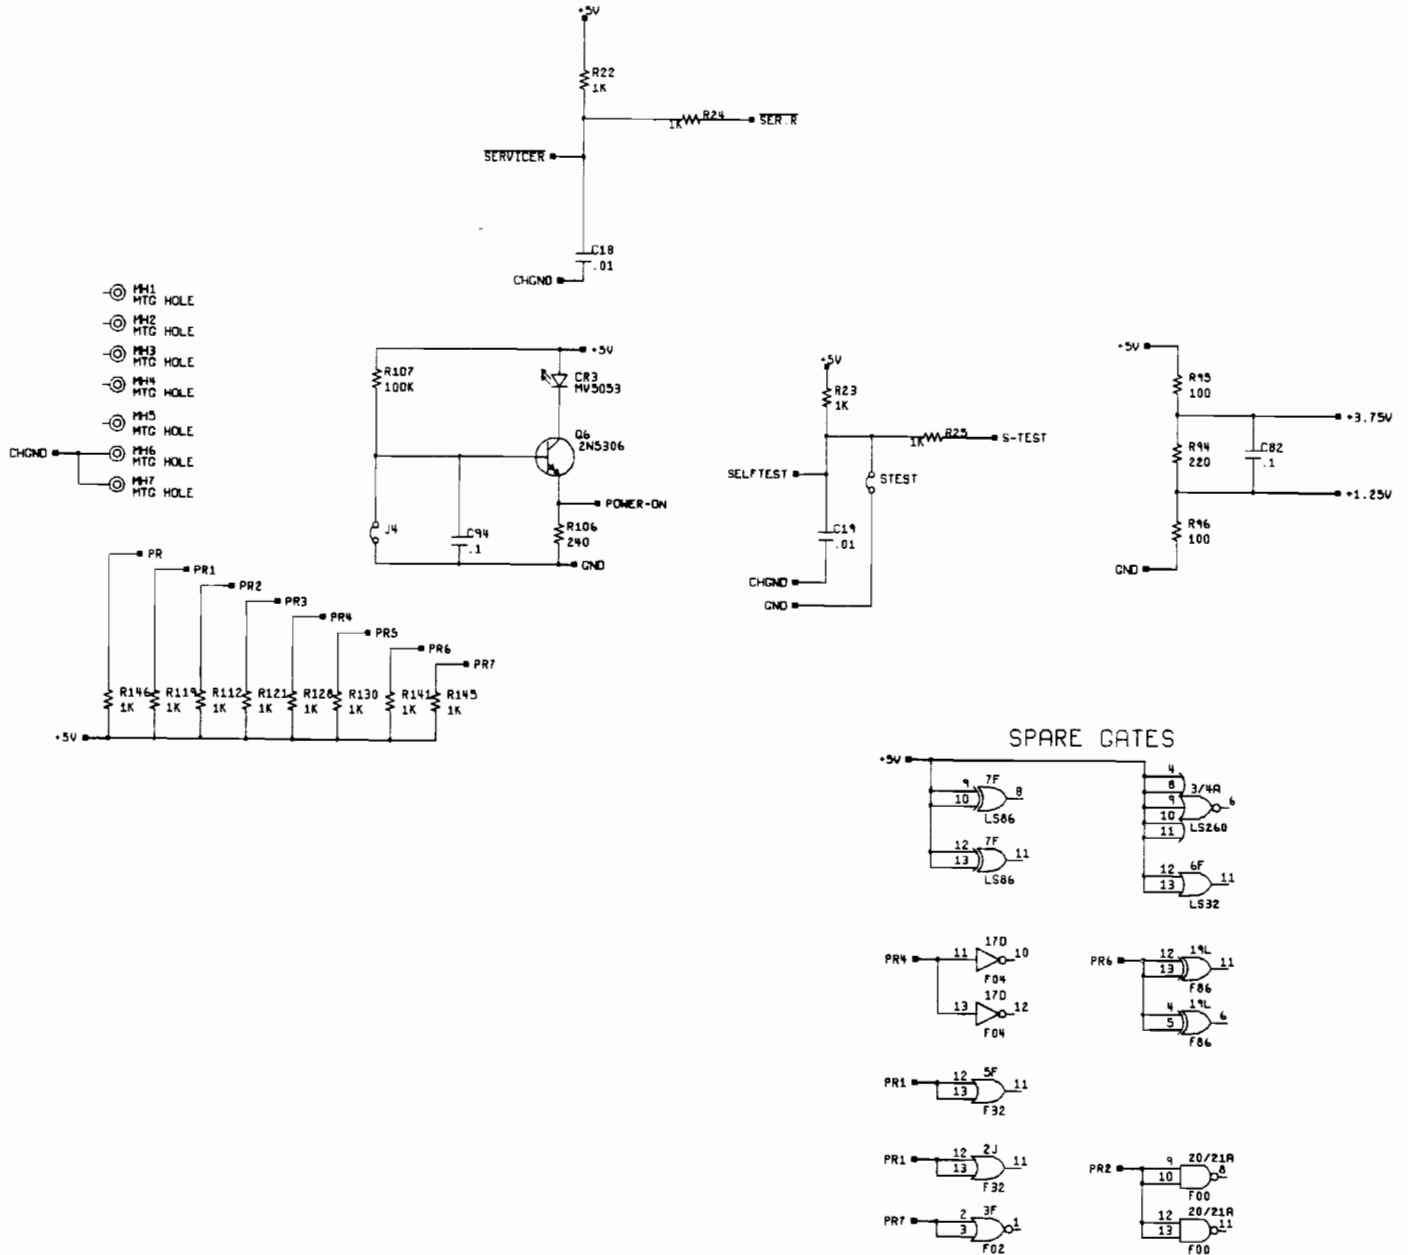 +5V
R22
1K
1K R24
SER.R
SERVICER
C18
.01
CHGND
MH1
MTG HOLE
MH2
MTG HOLE
MH3
MTG HOLE
MH4
MTG HOLE
MH5
MTG HOLE
CHGND
MH6
MTG HOLE
MH7
MTG HOLE
+5V
R107
100K
CR3
MV5053
Q6
2N5306
POWER-ON
J4
C94
.1
R106
240
GND
+5V
R23
1K
1K R25
S-TEST
SELFTEST
STEST
C19
.01
CHGND
GND
+5V
R95
100
+3.75V
R94
220
C82
.1
+1.25V
R96
100
GND
PR
PR1
PR2
PR3
PR4
PR5
PR6
PR7
R146 R119 R112 R121 R128 R130 R141 R145
1K 1K 1K 1K 1K 1K 1K 1K
+5V
SPARE GATES
+5V
9 7F
10 8
LS86
12 7F
13 11
LS86
4
8 3/4A
9 6
10
11 LS260
12 6F
13 11
LS32
PR4
17D
11 10
F04
17D
13 12
F04
PR6
12 19L
13 11
F86
4 19L
5 6
F86
PR1
12 5F
13 11
F32
PR1
12 2J
13 11
F32
PR7
2 3F
3 1
F02
PR2
9 20/21A
10 8
F00
12 20/21A
13 11
F00